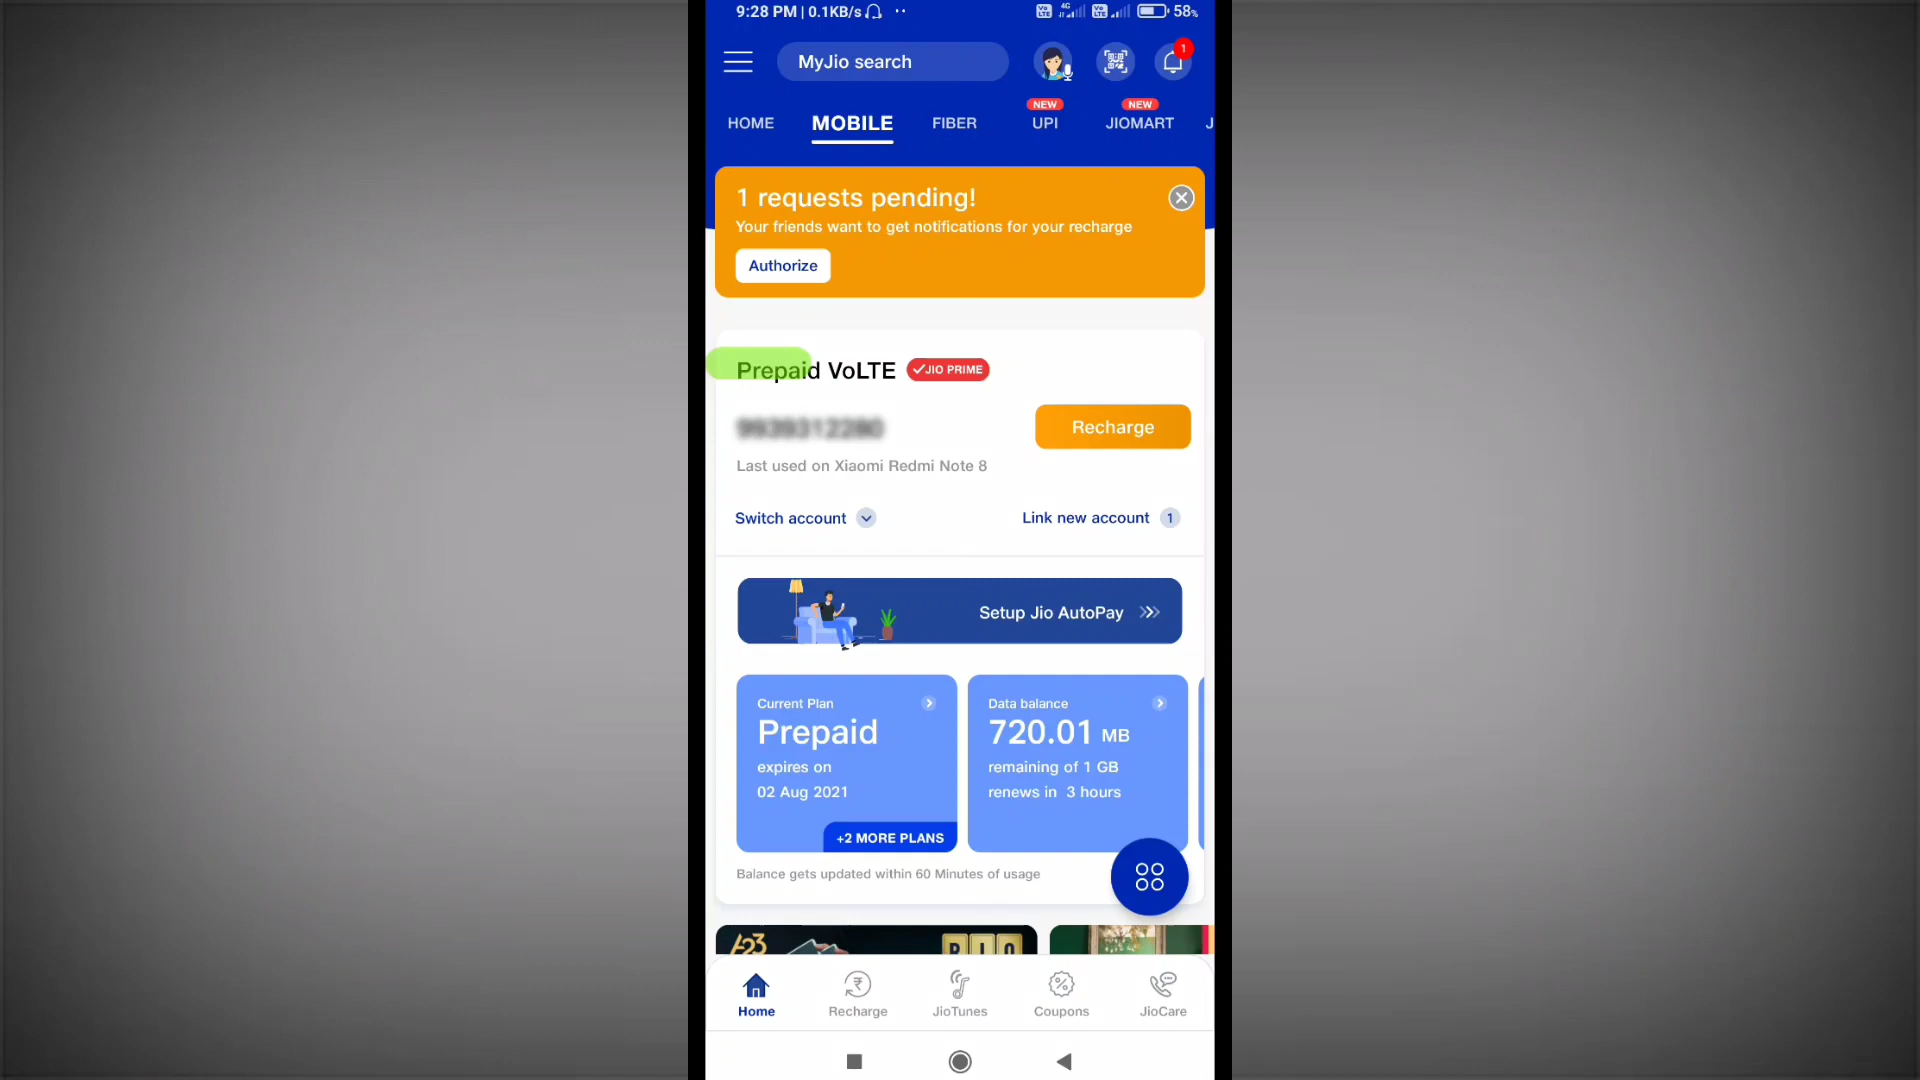 9:28 PM | 0.1KB/s
4G
58%
MyJio search
1
HOME
MOBILE
FIBER
NEW
UPI
NEW
JIOMART
J
1 requests pending!
Your friends want to get notifications for your recharge
Authorize
Prepaid VoLTE
JIO PRIME
Recharge
Last used on Xiaomi Redmi Note 8
Switch account
Link new account 1
Setup Jio AutoPay
Current Plan
Prepaid
expires on
02 Aug 2021
+2 MORE PLANS
Data balance
720.01 MB
remaining of 1 GB
renews in 3 hours
Balance gets updated within 60 Minutes of usage
A23
Home
Recharge
JioTunes
Coupons
JioCare